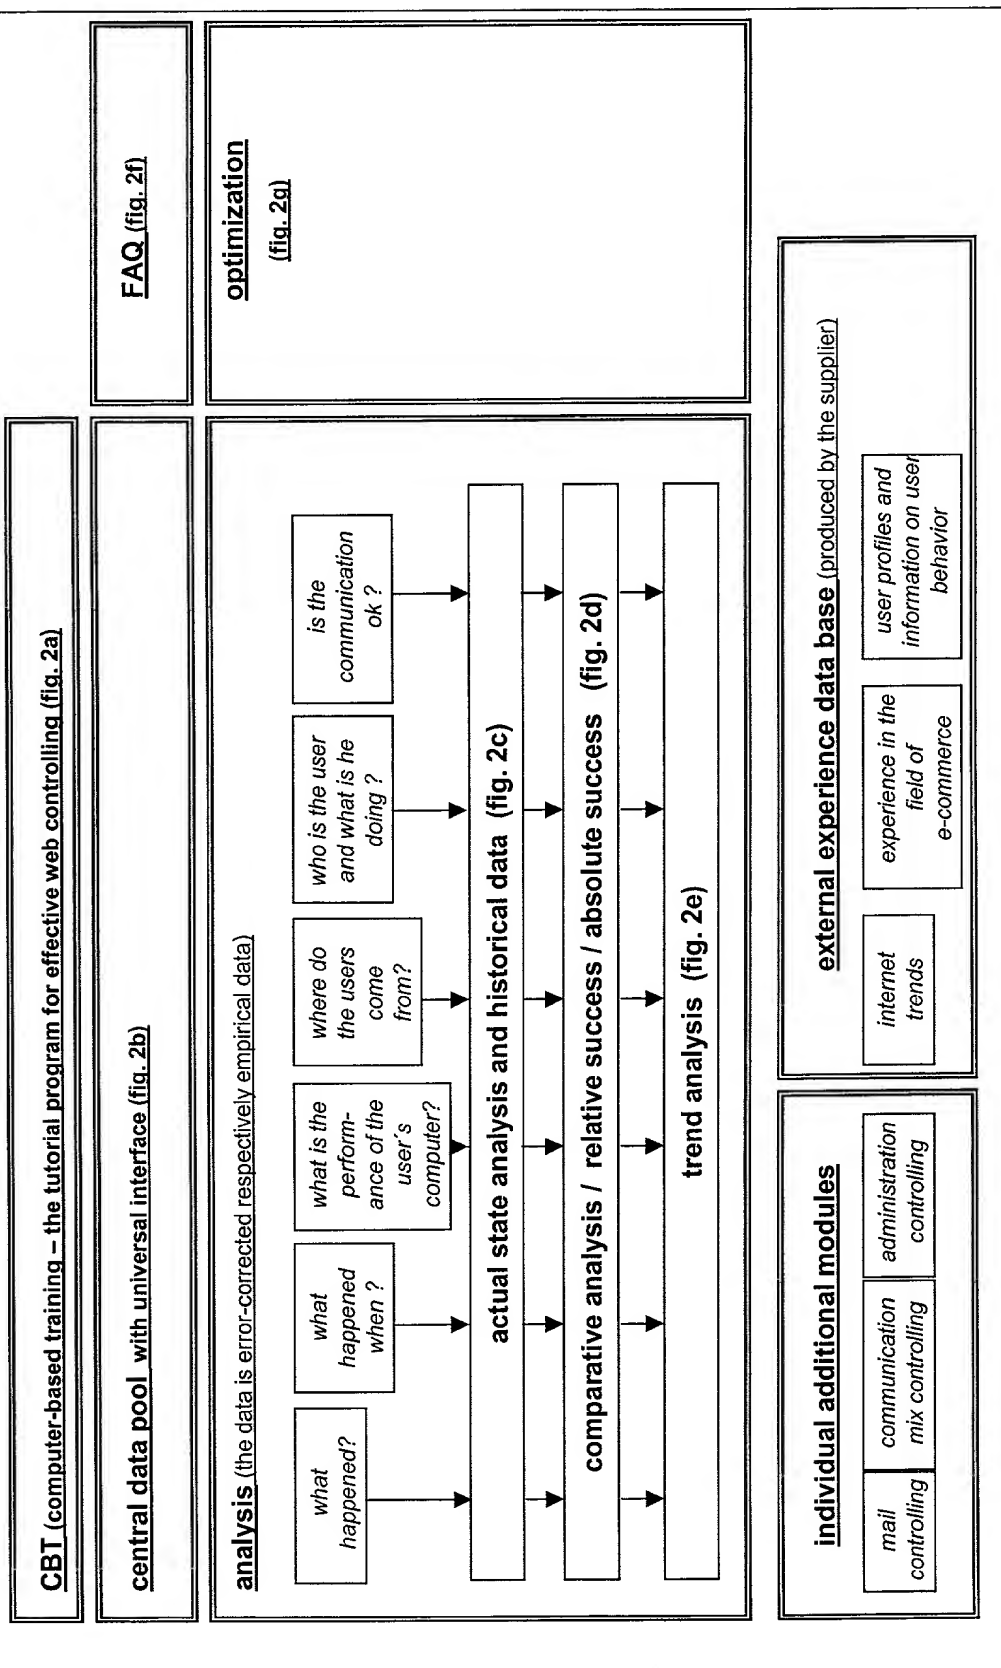 CBT (computer-based training – the tutorial program for effective web controlling (fig. 2a)
central data pool with universal interface (fig. 2b)
FAQ (fig. 2f)
analysis (the data is error-corrected respectively empirical data)
what
happened?
what
happened
when ?
what is the
perform-
ance of the
user´s
computer?
where do
the users
come
from?
who is the user
and what is he
doing ?
is the
communication
ok ?
actual state analysis and historical data (fig. 2c)
comparative analysis / relative success / absolute success (fig. 2d)
trend analysis (fig. 2e)
optimization
(fig. 2g)
individual additional modules
mail
controlling
communication
mix controlling
administration
controlling
external experience data base (produced by the supplier)
internet
trends
experience in the
field of
e-commerce
user profiles and
information on user
behavior